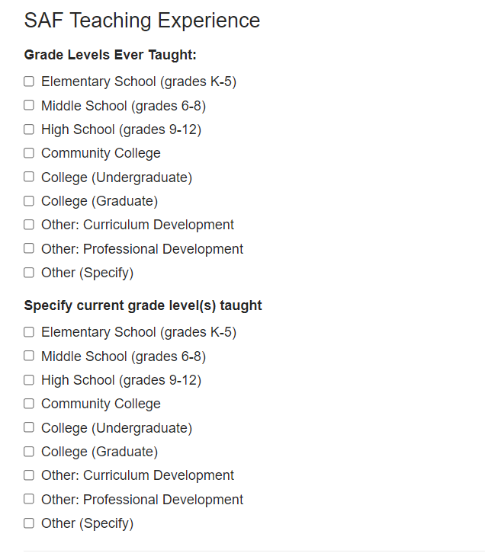 SAF Teaching Experience
Grade Levels Ever Taught:
Elementary School (grades K-5)
Middle School (grades 6-8)
High School (grades 9-12)
Community College
College (Undergraduate)
College (Graduate)
Other: Curriculum Development
Other: Professional Development
Other (Specify)
Specify current grade level(s) taught
Elementary School (grades K-5)
Middle School (grades 6-8)
High School (grades 9-12)
Community College
College (Undergraduate)
College (Graduate)
Other: Curriculum Development
Other: Professional Development
Other (Specify)